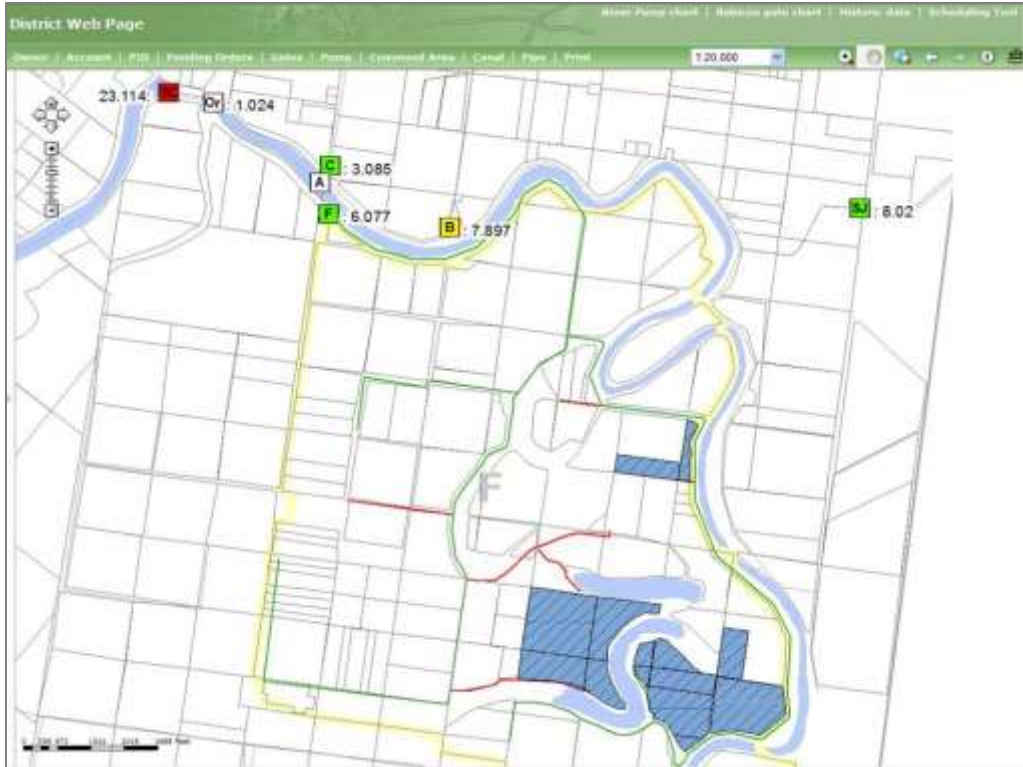 River Pump chart | Rubicon gate chart | Historic data | Scheduling Tool
District Web Page
Owner | Account | PID | Pending Orders | Gates | Pump | Command Area | Canal | Pipe | Print
1:20,000
23.114:
Or : 1.024
C : 3.085
A
F : 6.077
B : 7.897
SJ : 8.02
F